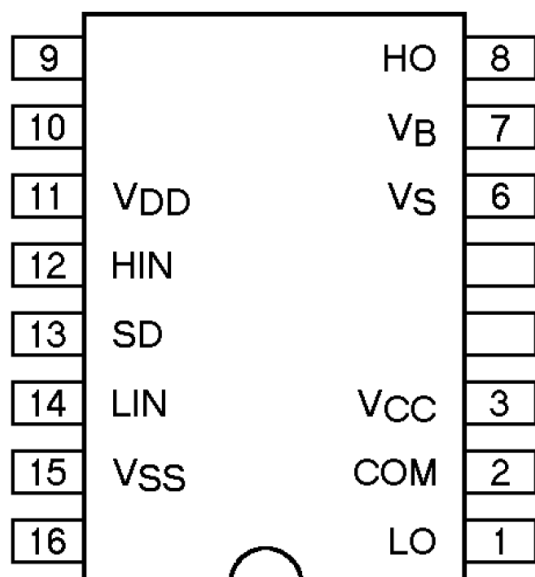 9 HO 8
10 VB 7
11 VDD VS 6
12 HIN
13 SD
14 LIN VCC 3
15 VSS COM 2
16 LO 1